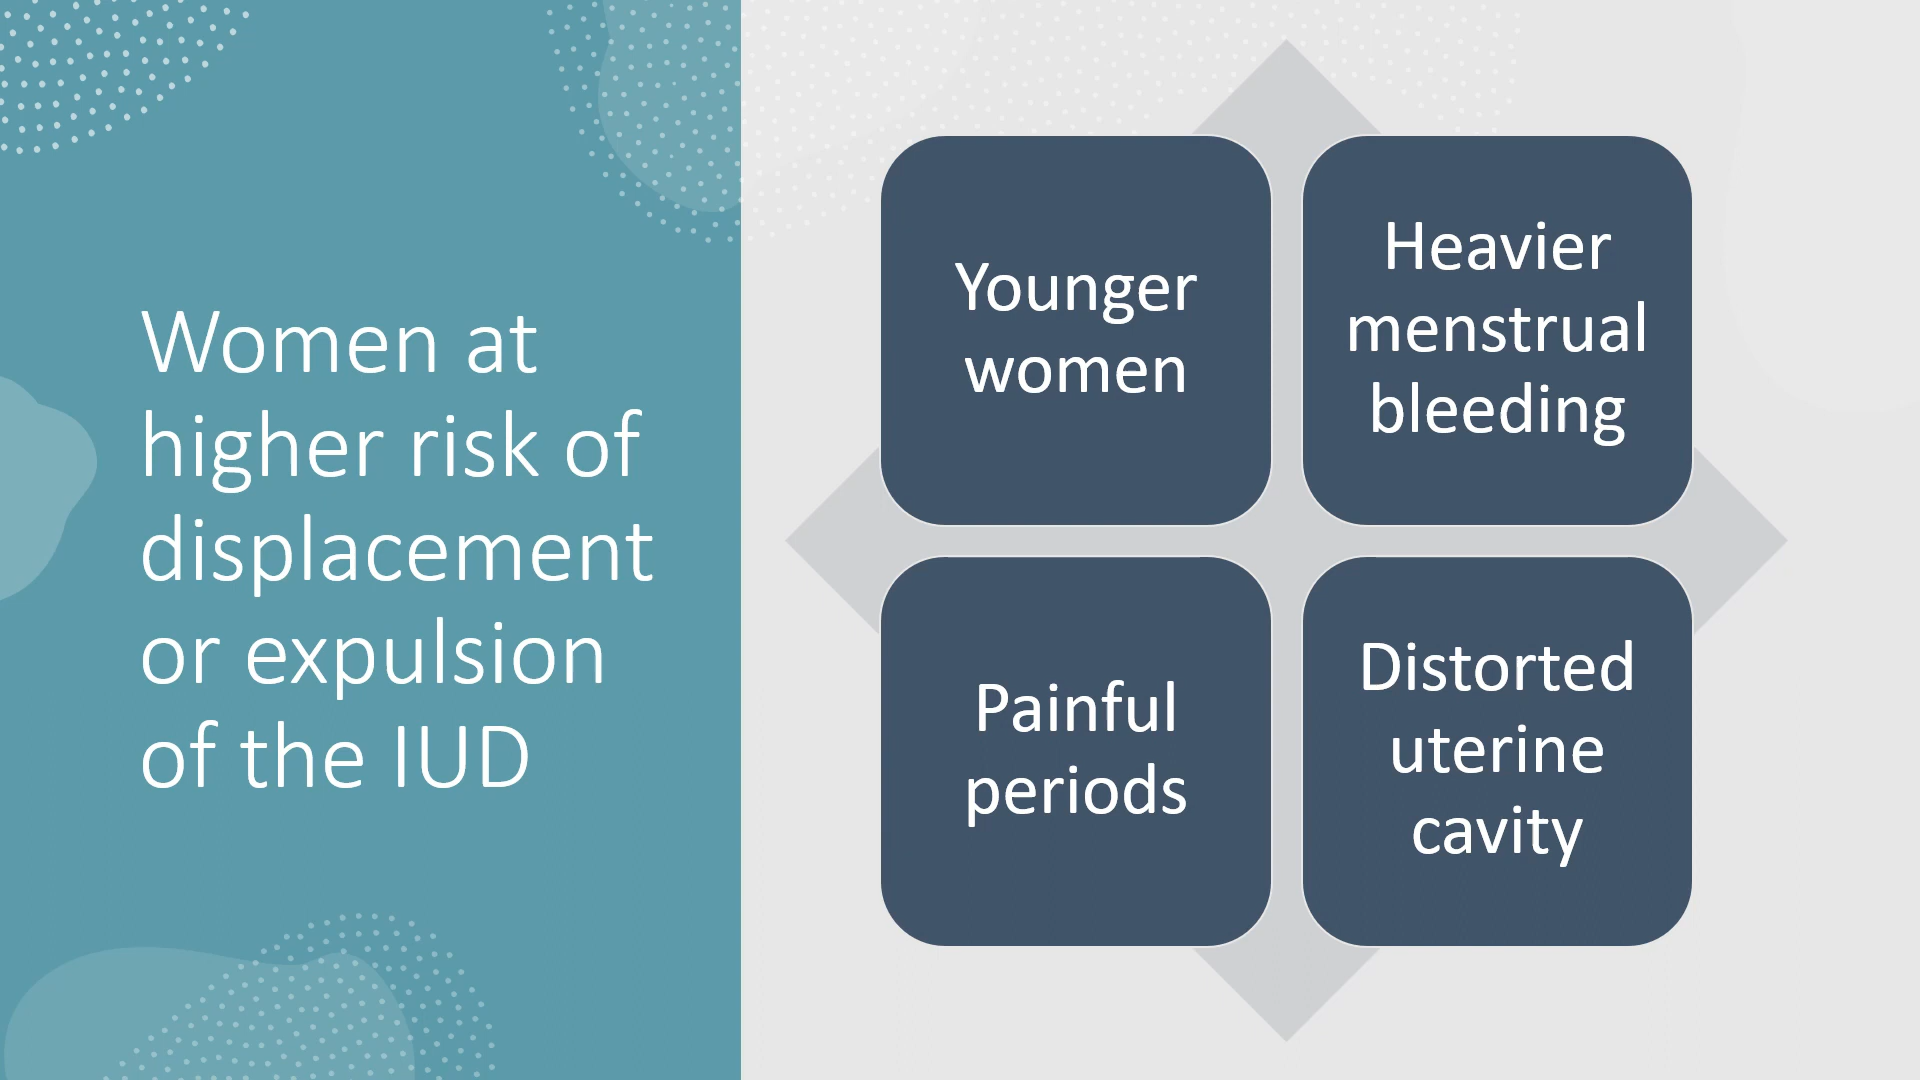 Women at
higher risk of
displacement
or expulsion
of the IUD
Younger
women
Heavier
menstrual
bleeding
Painful
periods
Distorted
uterine
cavity